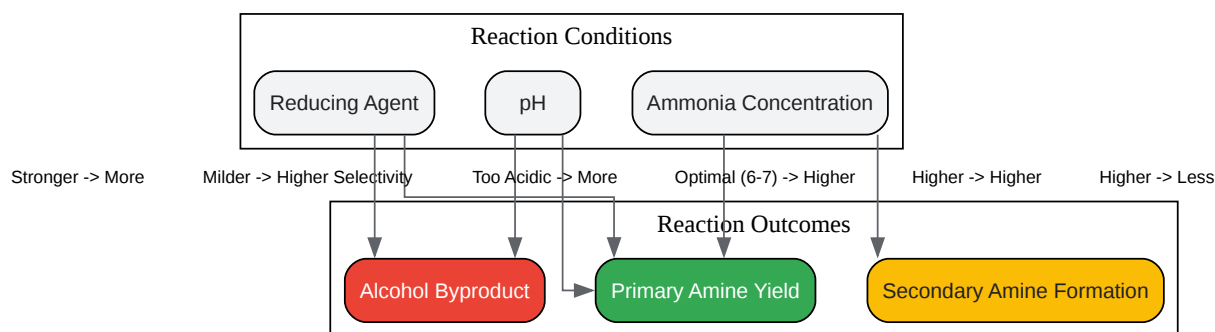 Reaction Conditions
Reducing Agent
pH
Ammonia Concentration
Stronger -> More
Milder -> Higher Selectivity
Too Acidic -> More
Optimal (6-7) -> Higher
Higher -> Higher
Higher -> Less
Reaction Outcomes
Alcohol Byproduct
Primary Amine Yield
Secondary Amine Formation